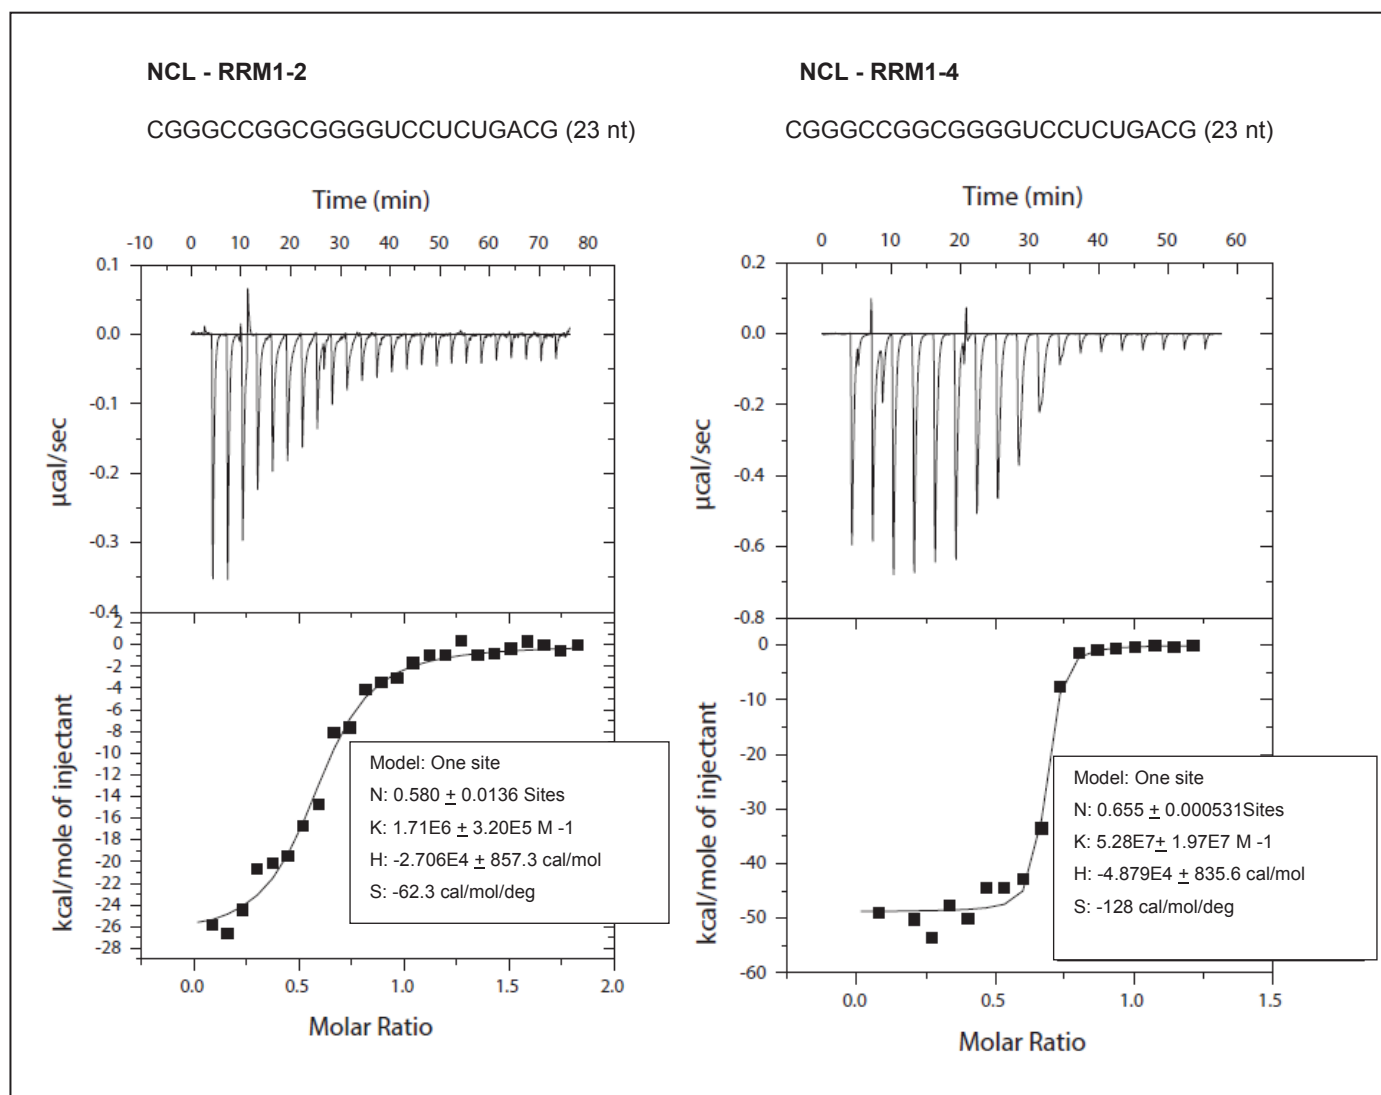 NCL - RRM1-2
CGGGCCGGCGGGGUCCUCUGACG (23 nt)
Time (min)
-10 0 10 20 30 40 50 60 70 80
0.1
0.0
-0.1
-0.2
-0.3
-0.4
µcal/sec
2
0
-2
-4
-6
-8
-10
-12
-14
-16
-18
-20
-22
-24
-26
-28
kcal/mole of injectant
Model: One site
N: 0.580 ± 0.0136 Sites
K: 1.71E6 ± 3.20E5 M -1
H: -2.706E4 ± 857.3 cal/mol
S: -62.3 cal/mol/deg
0.0 0.5 1.0 1.5 2.0
Molar Ratio
NCL - RRM1-4
CGGGCCGGCGGGGUCCUCUGACG (23 nt)
Time (min)
0 10 20 30 40 50 60
0.2
0.0
-0.2
-0.4
-0.6
-0.8
µcal/sec
0
-10
-20
-30
-40
-50
-60
kcal/mole of injectant
Model: One site
N: 0.655 ± 0.000531Sites
K: 5.28E7± 1.97E7 M -1
H: -4.879E4 ± 835.6 cal/mol
S: -128 cal/mol/deg
0.0 0.5 1.0 1.5
Molar Ratio